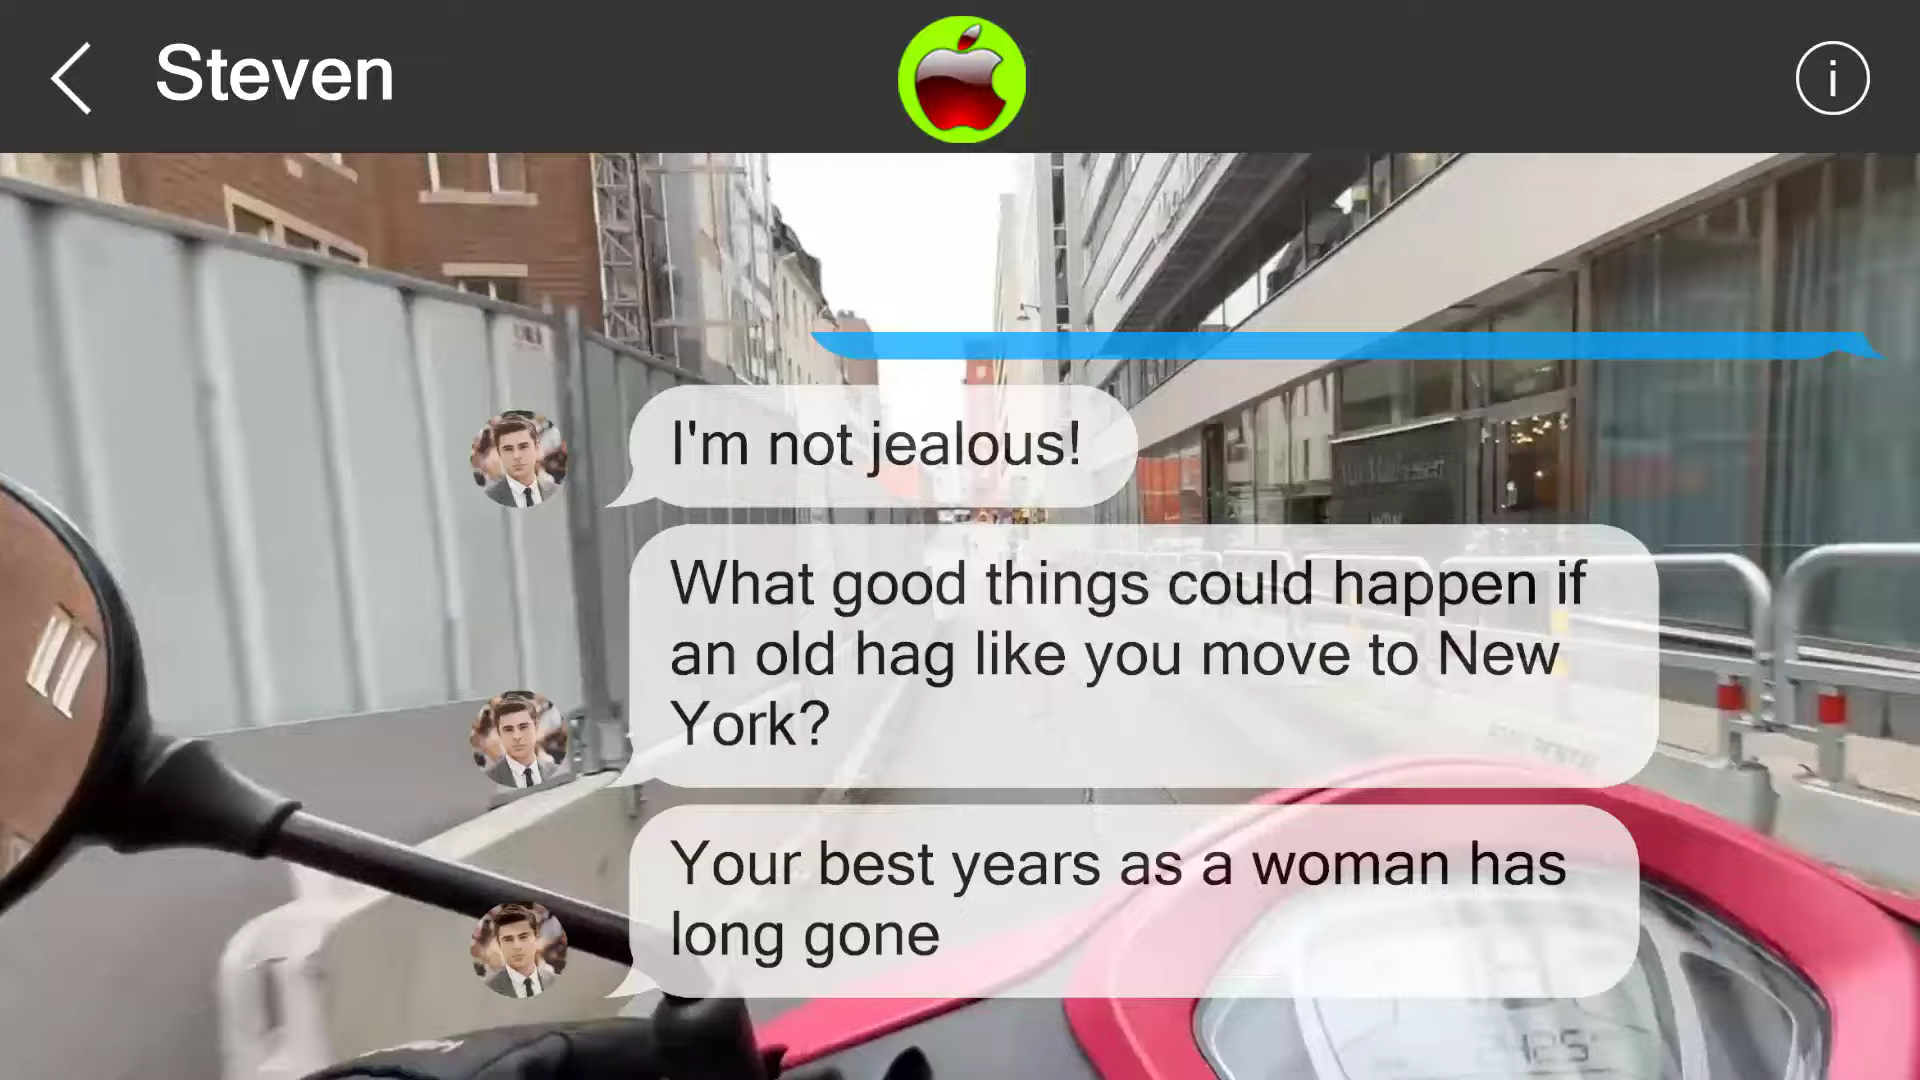 Steven
I'm not jealous!
What good things could happen if
an old hag like you move to New
York?
Your best years as a woman has
long gone